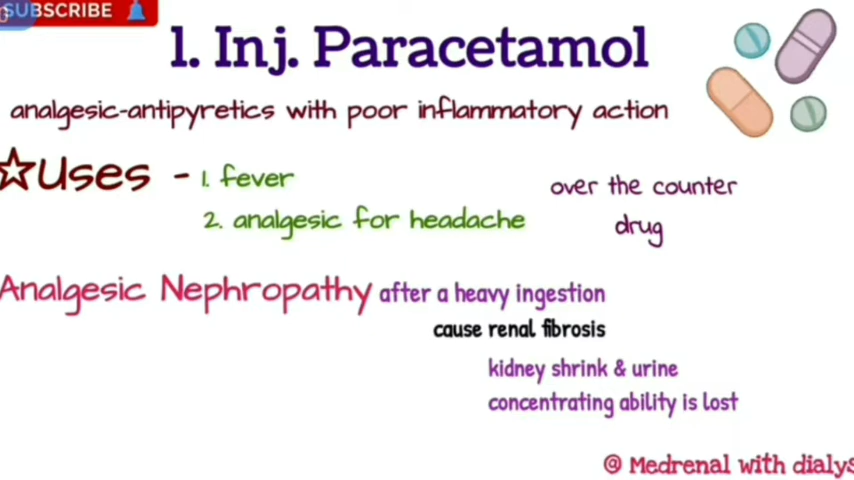 SUBSCRIBE
1. Inj. Paracetamol
analgesic-antipyretics with poor inflammatory action
☆Uses - 1. fever
2. analgesic for headache
over the counter
drug
Analgesic Nephropathy after a heavy ingestion
cause renal fibrosis
kidney shrink & urine
concentrating ability is lost
@ Medrenal with dialys